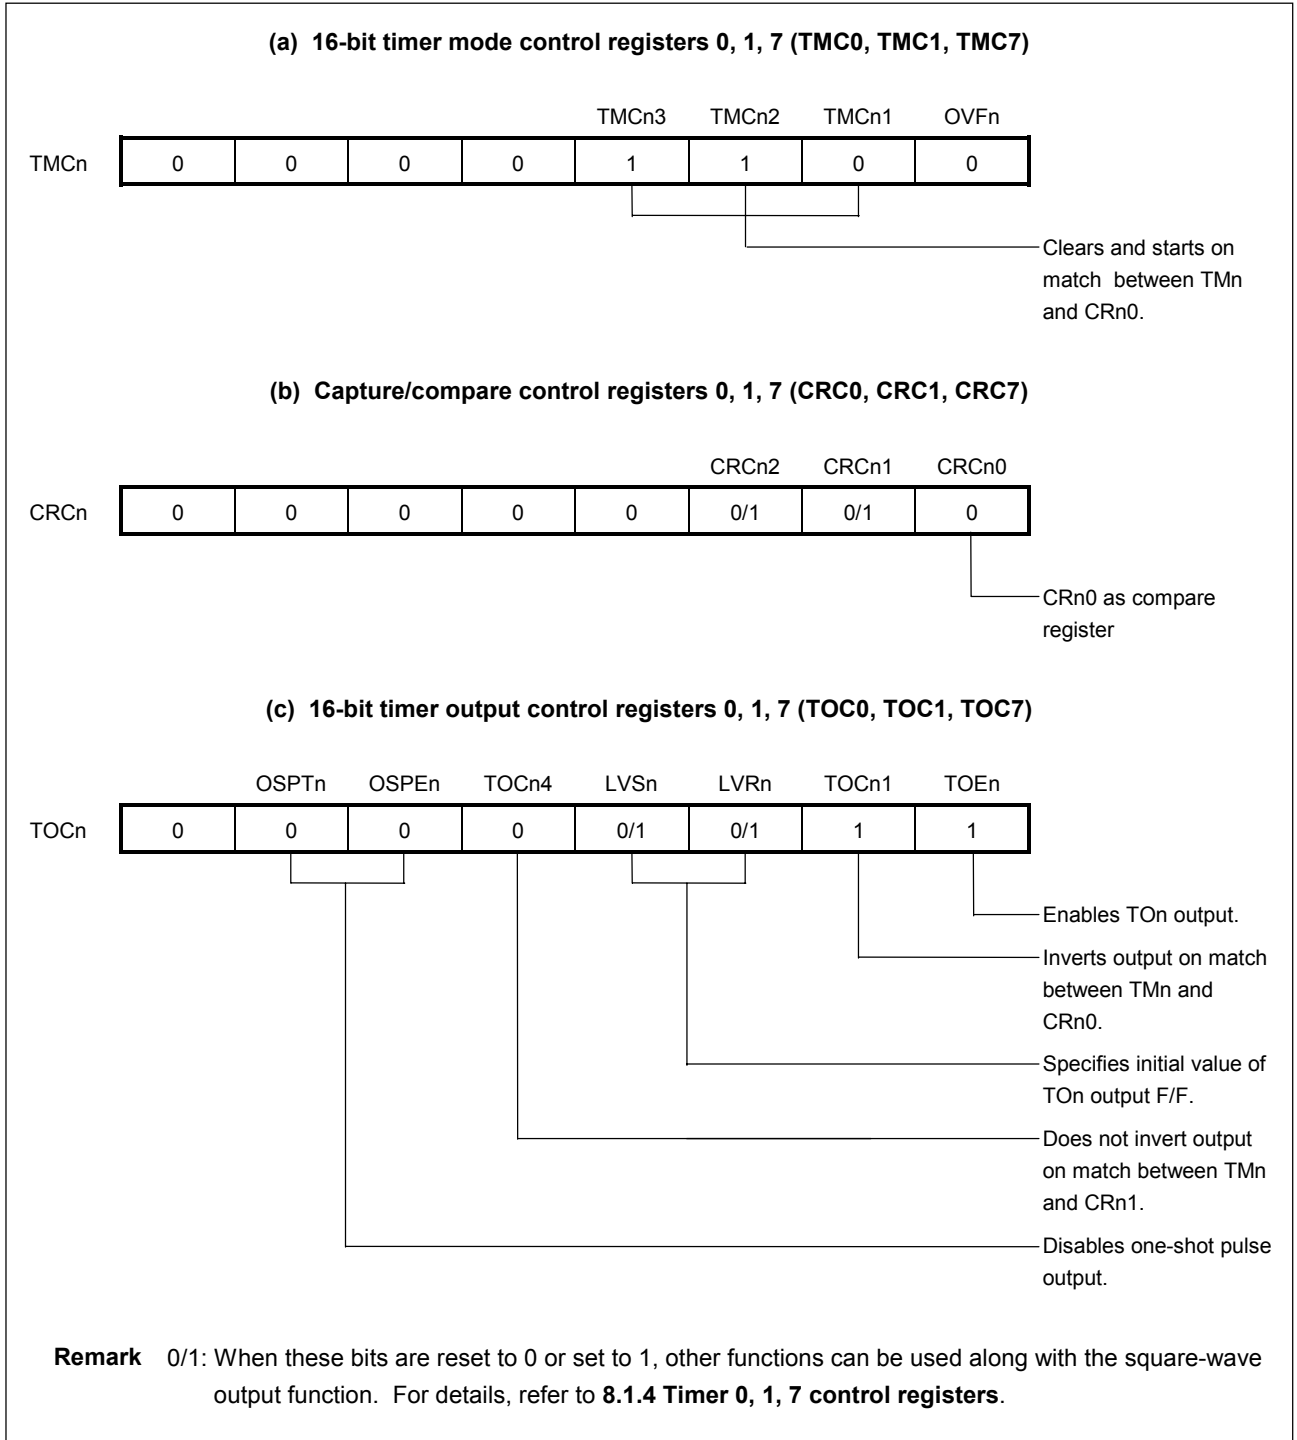 (a) 16-bit timer mode control registers 0, 1, 7 (TMC0, TMC1, TMC7)
TMCn3 TMCn2 TMCn1 OVFn
TMCn 0 0 0 0 1 1 0 0
Clears and starts on
match between TMn
and CRn0.
(b) Capture/compare control registers 0, 1, 7 (CRC0, CRC1, CRC7)
CRCn2 CRCn1 CRCn0
CRCn 0 0 0 0 0 0/1 0/1 0
CRn0 as compare
register
(c) 16-bit timer output control registers 0, 1, 7 (TOC0, TOC1, TOC7)
OSPTn OSPEn TOCn4 LVSn LVRn TOCn1 TOEn
TOCn 0 0 0 0 0/1 0/1 1 1
Enables TOn output.
Inverts output on match
between TMn and
CRn0.
Specifies initial value of
TOn output F/F.
Does not invert output
on match between TMn
and CRn1.
Disables one-shot pulse
output.
Remark 0/1: When these bits are reset to 0 or set to 1, other functions can be used along with the square-wave
output function. For details, refer to 8.1.4 Timer 0, 1, 7 control registers.